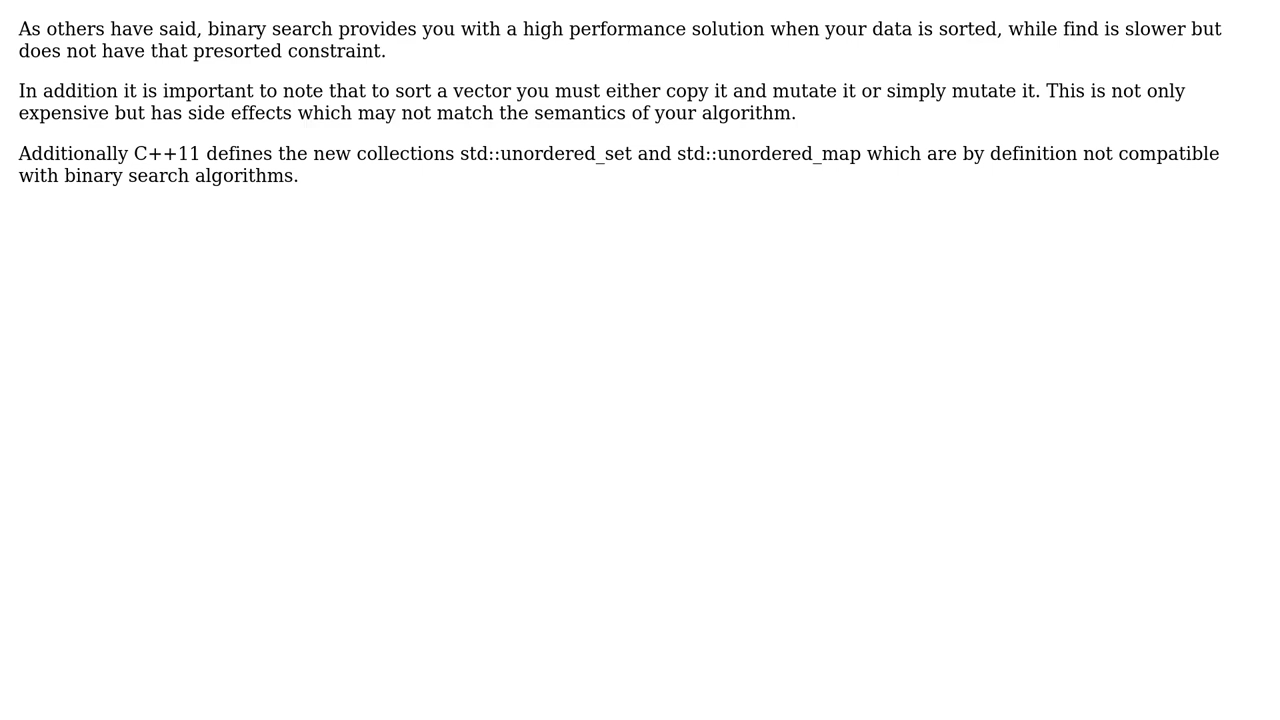 As others have said, binary search provides you with a high performance solution when your data is sorted, while find is slower but
does not have that presorted constraint.
In addition it is important to note that to sort a vector you must either copy it and mutate it or simply mutate it. This is not only
expensive but has side effects which may not match the semantics of your algorithm.
Additionally C++11 defines the new collections std::unordered_set and std::unordered_map which are by definition not compatible
with binary search algorithms.